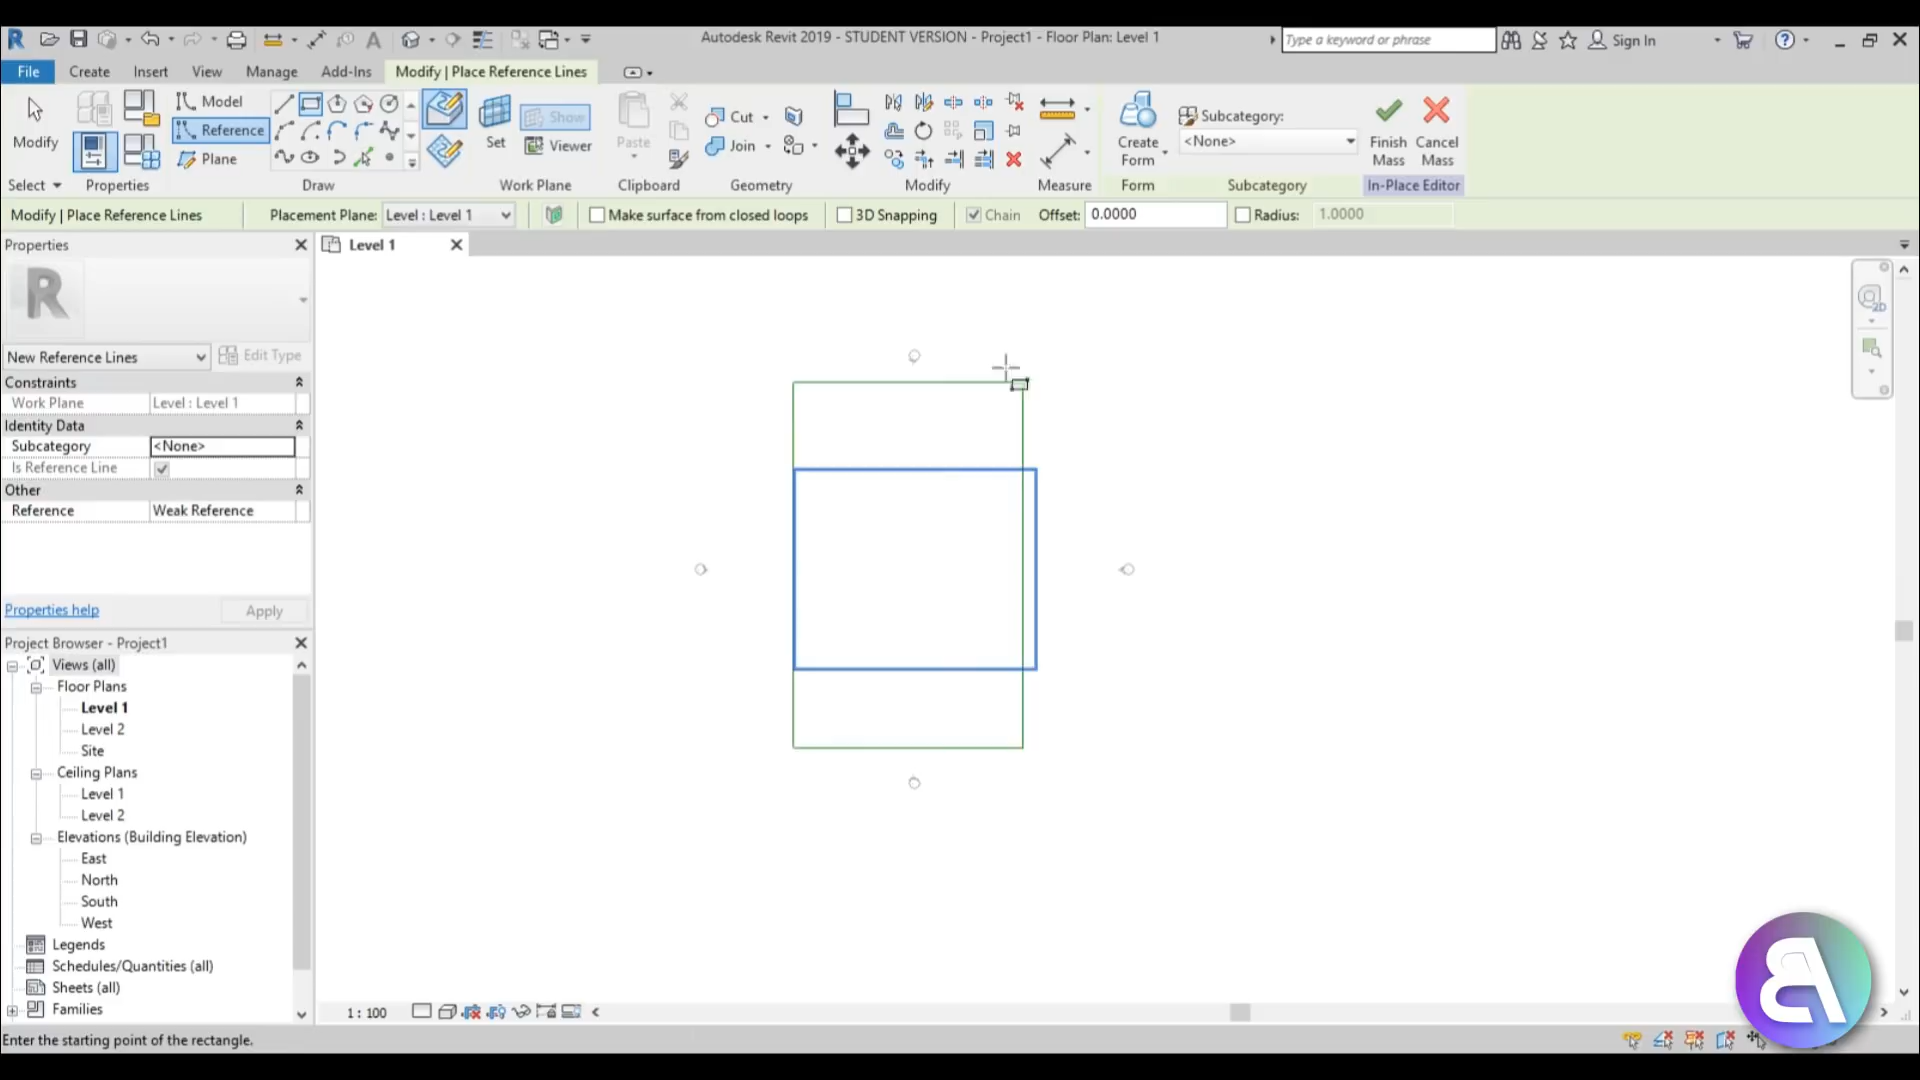 Autodesk Revit 2019 - STUDENT VERSION - Project1 - Floor Plan: Level 1
Type a keyword or phrase
Sign In
File Create Insert View Manage Add-Ins Modify | Place Reference Lines
Modify
Model
Reference
Plane
Set
Show
Viewer
Paste
Cut
Join
Create Form
Subcategory:
<None>
Finish Mass
Cancel Mass
Select Properties Draw Work Plane Clipboard Geometry Modify Measure Form Subcategory In-Place Editor
Modify | Place Reference Lines Placement Plane: Level : Level 1 Make surface from closed loops 3D Snapping Chain Offset: 0.0000 Radius: 1.0000
Properties
Level 1
R
New Reference Lines Edit Type
Constraints
Work Plane Level : Level 1
Identity Data
Subcategory <None>
Is Reference Line
Other
Reference Weak Reference
Properties help Apply
Project Browser - Project1
Views (all)
Floor Plans
Level 1
Level 2
Site
Ceiling Plans
Level 1
Level 2
Elevations (Building Elevation)
East
North
South
West
Legends
Schedules/Quantities (all)
Sheets (all)
Families
1 : 100
2D
Enter the starting point of the rectangle.